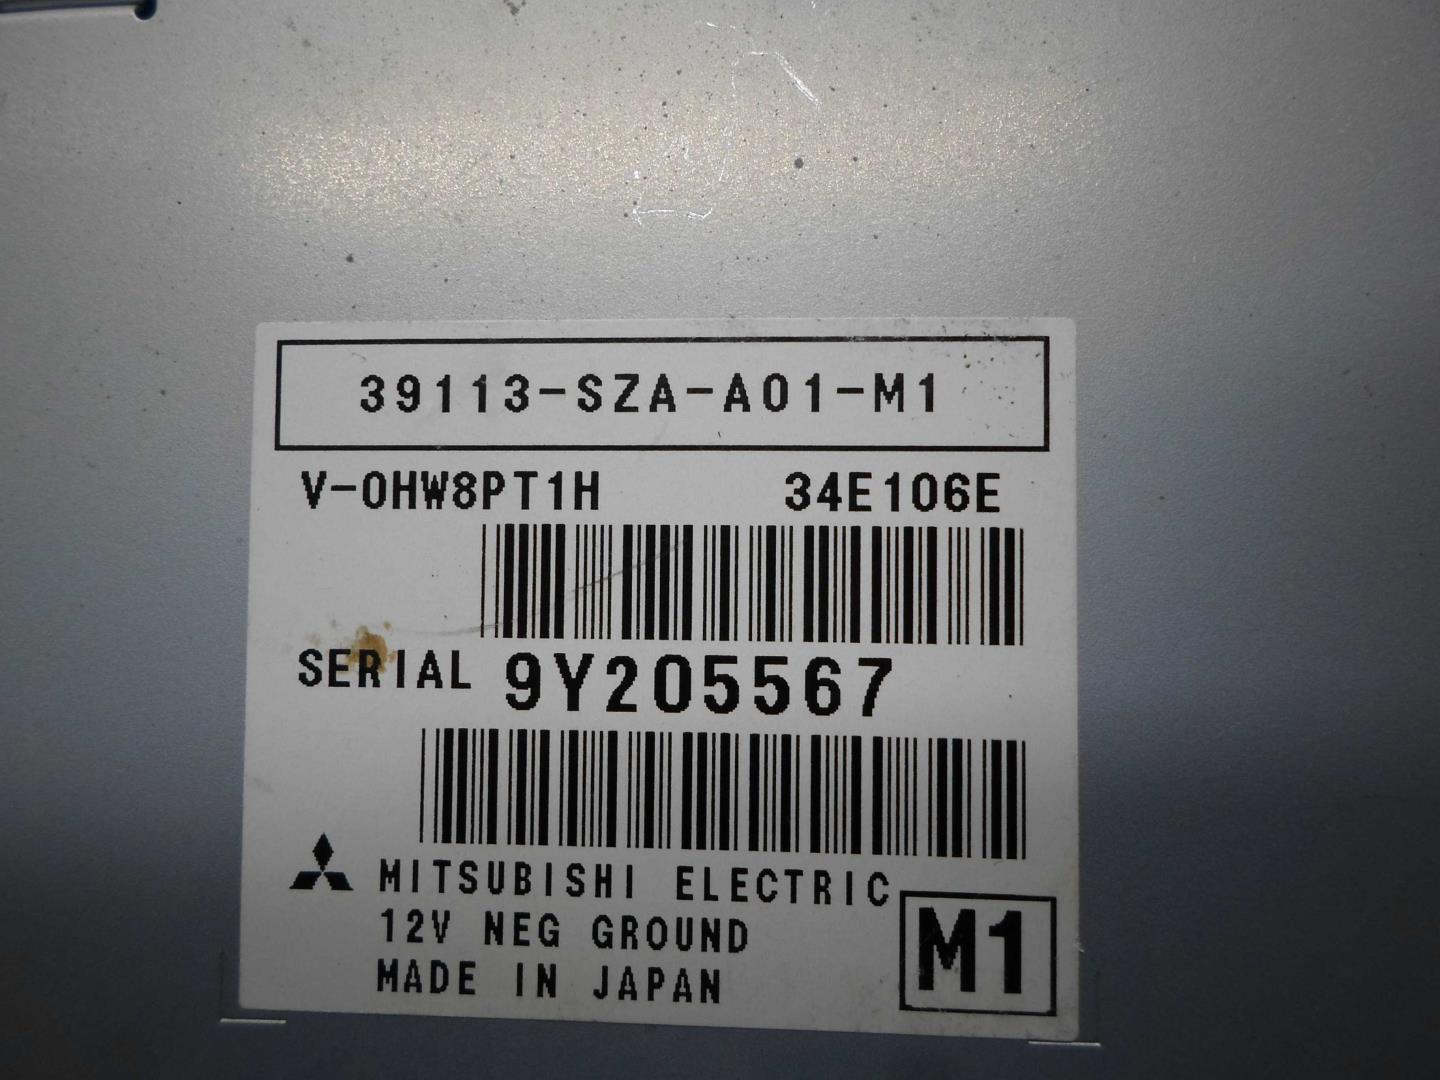 39113-SZA-A01-M1
V-0HW8PT1H 34E106E
SERIAL 9Y205567
MITSUBISHI ELECTRIC
12V NEG GROUND
MADE IN JAPAN
M1